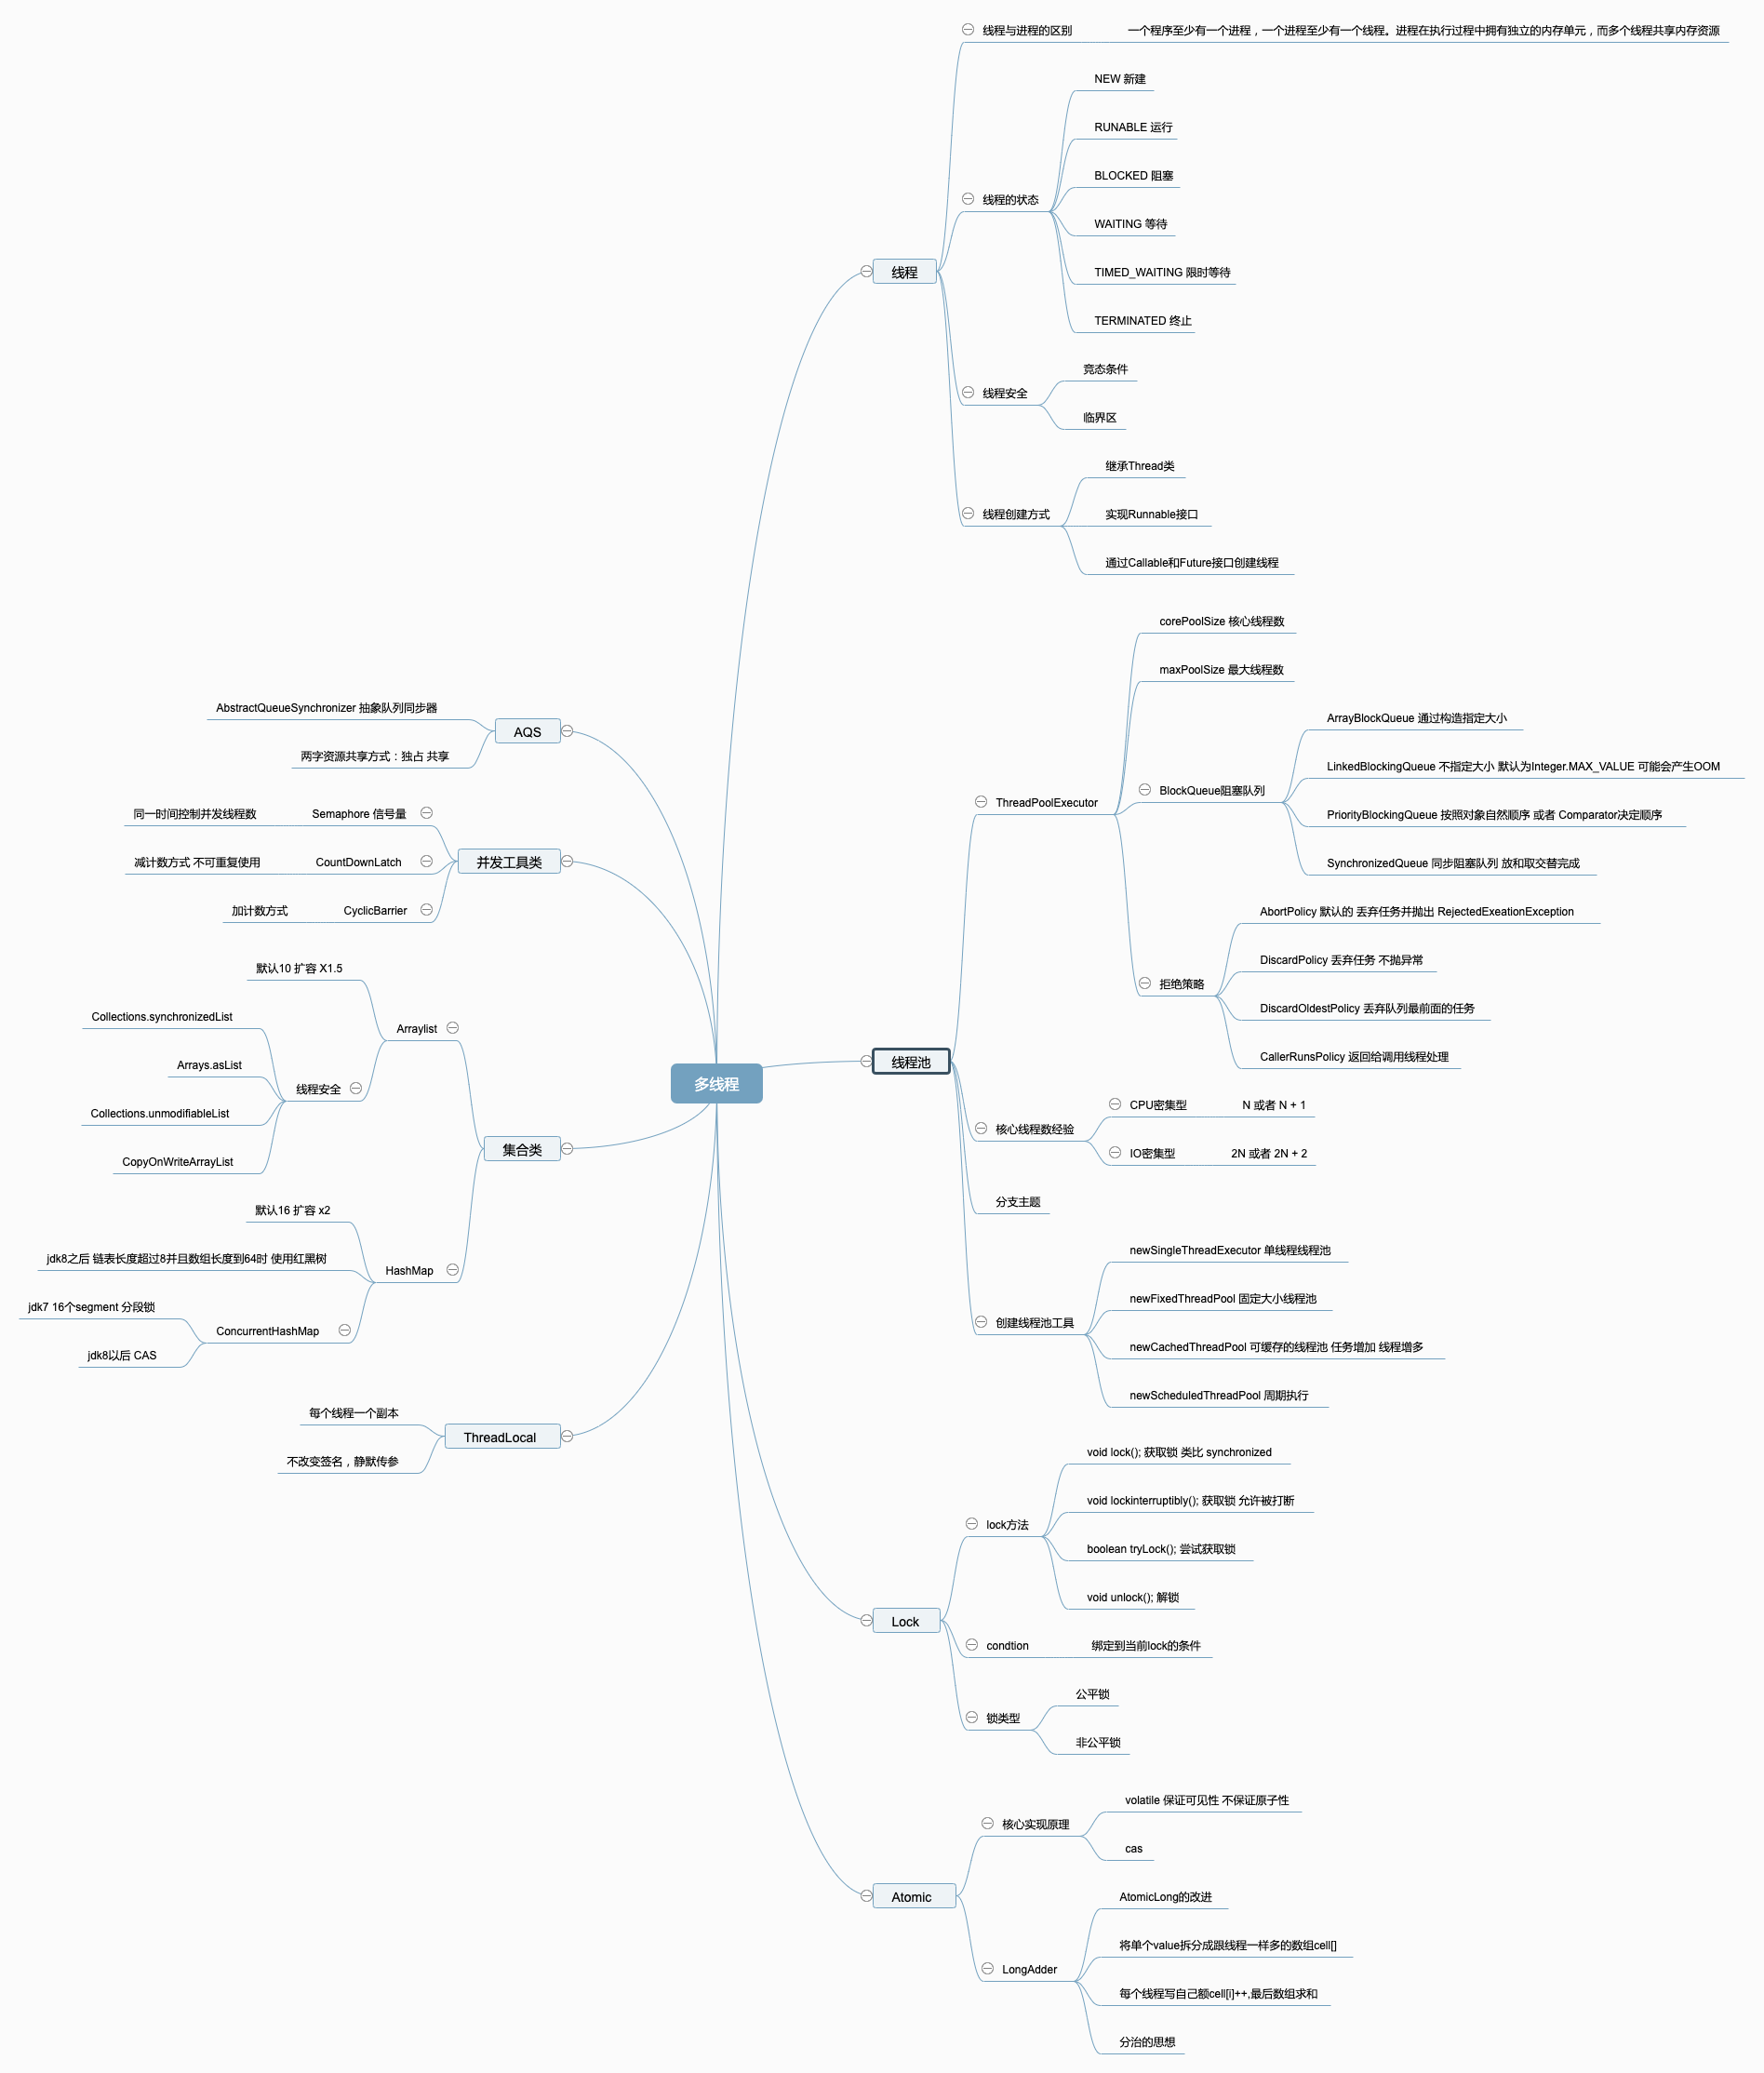 多线程
线程
线程与进程的区别
一个程序至少有一个进程，一个进程至少有一个线程。进程在执行过程中拥有独立的内存单元，而多个线程共享内存资源
线程的状态
NEW 新建
RUNABLE 运行
BLOCKED 阻塞
WAITING 等待
TIMED_WAITING 限时等待
TERMINATED 终止
线程安全
竞态条件
临界区
线程创建方式
继承Thread类
实现Runnable接口
通过Callable和Future接口创建线程
线程池
ThreadPoolExecutor
corePoolSize 核心线程数
maxPoolSize 最大线程数
BlockQueue阻塞队列
ArrayBlockQueue 通过构造指定大小
LinkedBlockingQueue 不指定大小 默认为Integer.MAX_VALUE 可能会产生OOM
PriorityBlockingQueue 按照对象自然顺序 或者 Comparator决定顺序
SynchronizedQueue 同步阻塞队列 放和取交替完成
拒绝策略
AbortPolicy 默认的 丢弃任务并抛出 RejectedExeationException
DiscardPolicy 丢弃任务 不抛异常
DiscardOldestPolicy 丢弃队列最前面的任务
CallerRunsPolicy 返回给调用线程处理
核心线程数经验
CPU密集型
N 或者 N + 1
IO密集型
2N 或者 2N + 2
分支主题
创建线程池工具
newSingleThreadExecutor 单线程线程池
newFixedThreadPool 固定大小线程池
newCachedThreadPool 可缓存的线程池 任务增加 线程增多
newScheduledThreadPool 周期执行
Lock
lock方法
void lock(); 获取锁 类比 synchronized
void lockinterruptibly(); 获取锁 允许被打断
boolean tryLock(); 尝试获取锁
void unlock(); 解锁
condtion
绑定到当前lock的条件
锁类型
公平锁
非公平锁
Atomic
核心实现原理
volatile 保证可见性 不保证原子性
cas
LongAdder
AtomicLong的改进
将单个value拆分成跟线程一样多的数组cell[]
每个线程写自己额cell[i]++,最后数组求和
分治的思想
AQS
AbstractQueueSynchronizer 抽象队列同步器
两字资源共享方式：独占 共享
并发工具类
Semaphore 信号量
同一时间控制并发线程数
CountDownLatch
减计数方式 不可重复使用
CyclicBarrier
加计数方式
集合类
Arraylist
默认10 扩容 X1.5
线程安全
Collections.synchronizedList
Arrays.asList
Collections.unmodifiableList
CopyOnWriteArrayList
HashMap
默认16 扩容 x2
jdk8之后 链表长度超过8并且数组长度到64时 使用红黑树
ConcurrentHashMap
jdk7 16个segment 分段锁
jdk8以后 CAS
ThreadLocal
每个线程一个副本
不改变签名，静默传参